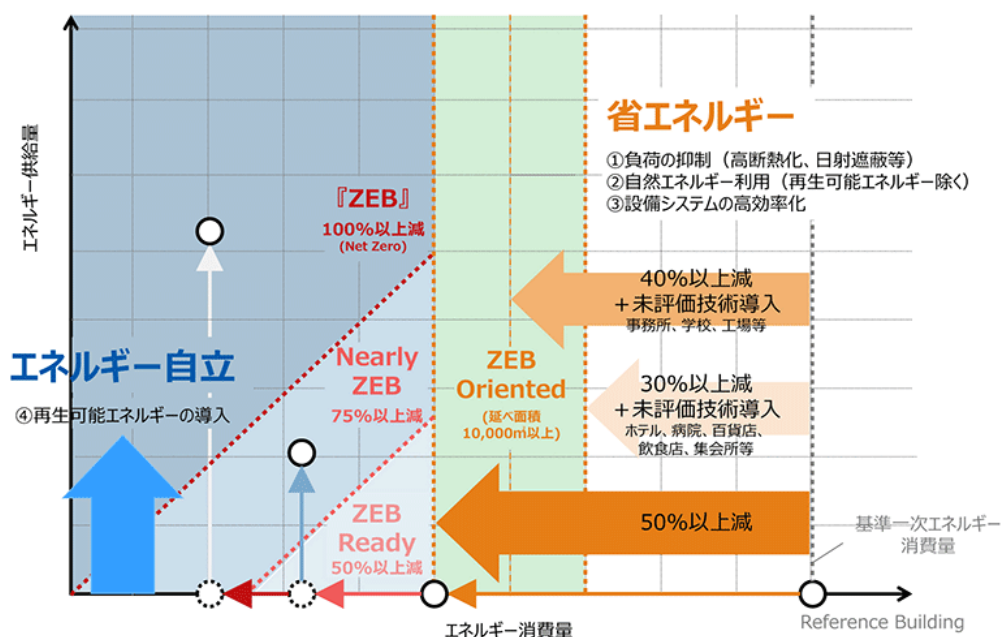 エネルギー供給量
省エネルギー
①負荷の抑制（高断熱化、日射遮蔽等）
②自然エネルギー利用（再生可能エネルギー除く）
③設備システムの高効率化
『ZEB』
100%以上減
(Net Zero)
40%以上減
＋未評価技術導入
事務所、学校、工場等
エネルギー自立
④再生可能エネルギーの導入
Nearly
ZEB
75%以上減
ZEB
Oriented
(延べ面積
10,000㎡以上)
30%以上減
＋未評価技術導入
ホテル、病院、百貨店、
飲食店、集会所等
ZEB
Ready
50%以上減
50%以上減
基準一次エネルギー
消費量
エネルギー消費量
Reference Building